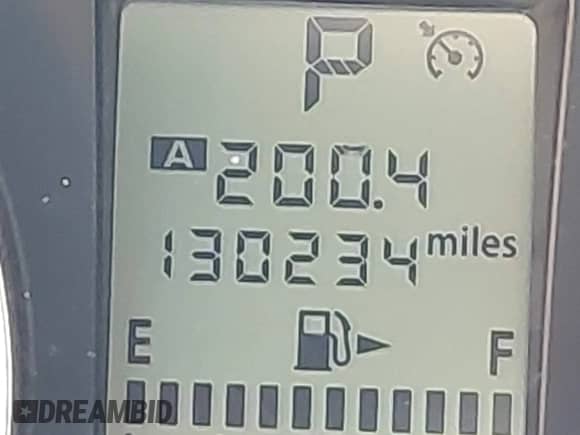 P
A 200.4
130234 miles
E F
DREAMBID